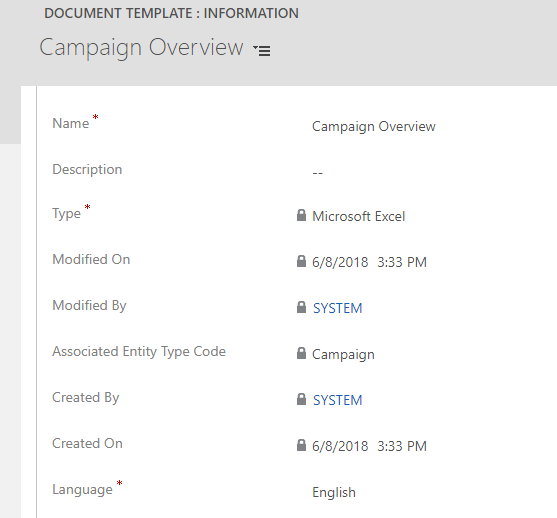 DOCUMENT TEMPLATE : INFORMATION
Campaign Overview
Name * Campaign Overview
Description --
Type * Microsoft Excel
Modified On 6/8/2018 3:33 PM
Modified By SYSTEM
Associated Entity Type Code Campaign
Created By SYSTEM
Created On 6/8/2018 3:33 PM
Language * English